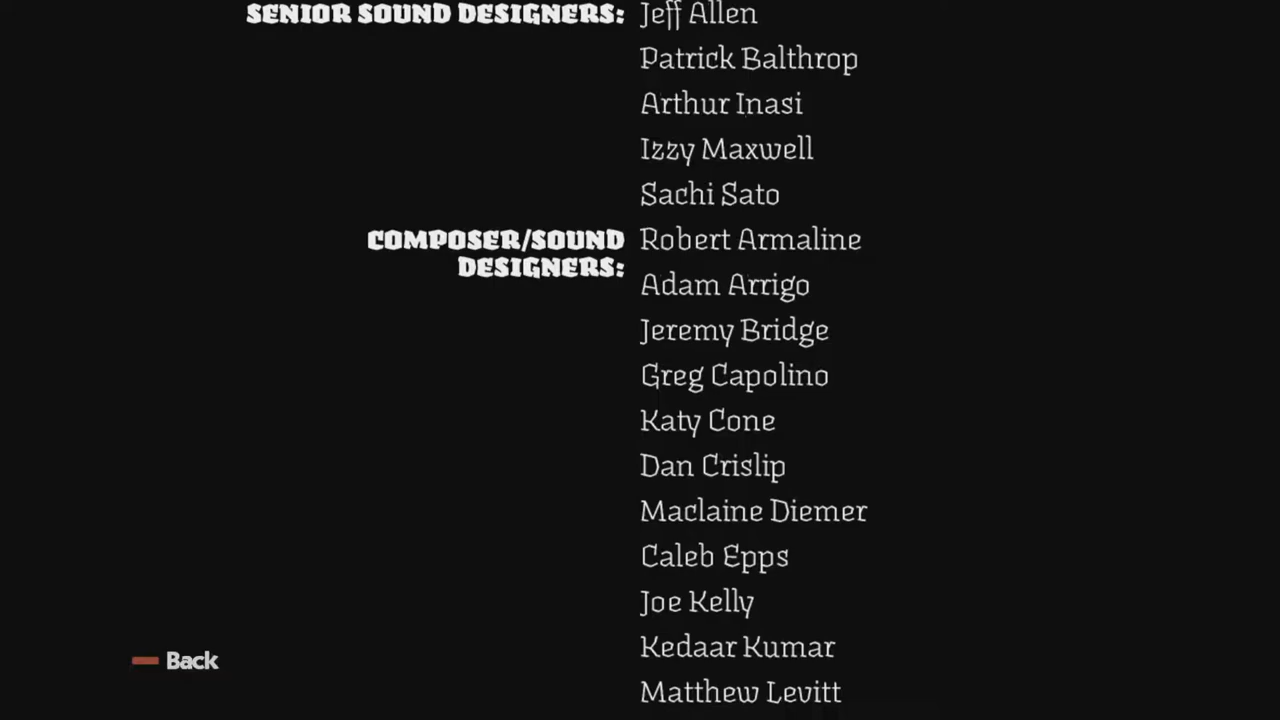 SENIOR SOUND DESIGNERS: Jeff Allen
Patrick Balthrop
Arthur Inasi
Izzy Maxwell
Sachi Sato
COMPOSER/SOUND DESIGNERS: Robert Armaline
Adam Arrigo
Jeremy Bridge
Greg Capolino
Katy Cone
Dan Crislip
Maclaine Diemer
Caleb Epps
Joe Kelly
Kedaar Kumar
Matthew Levitt
Back